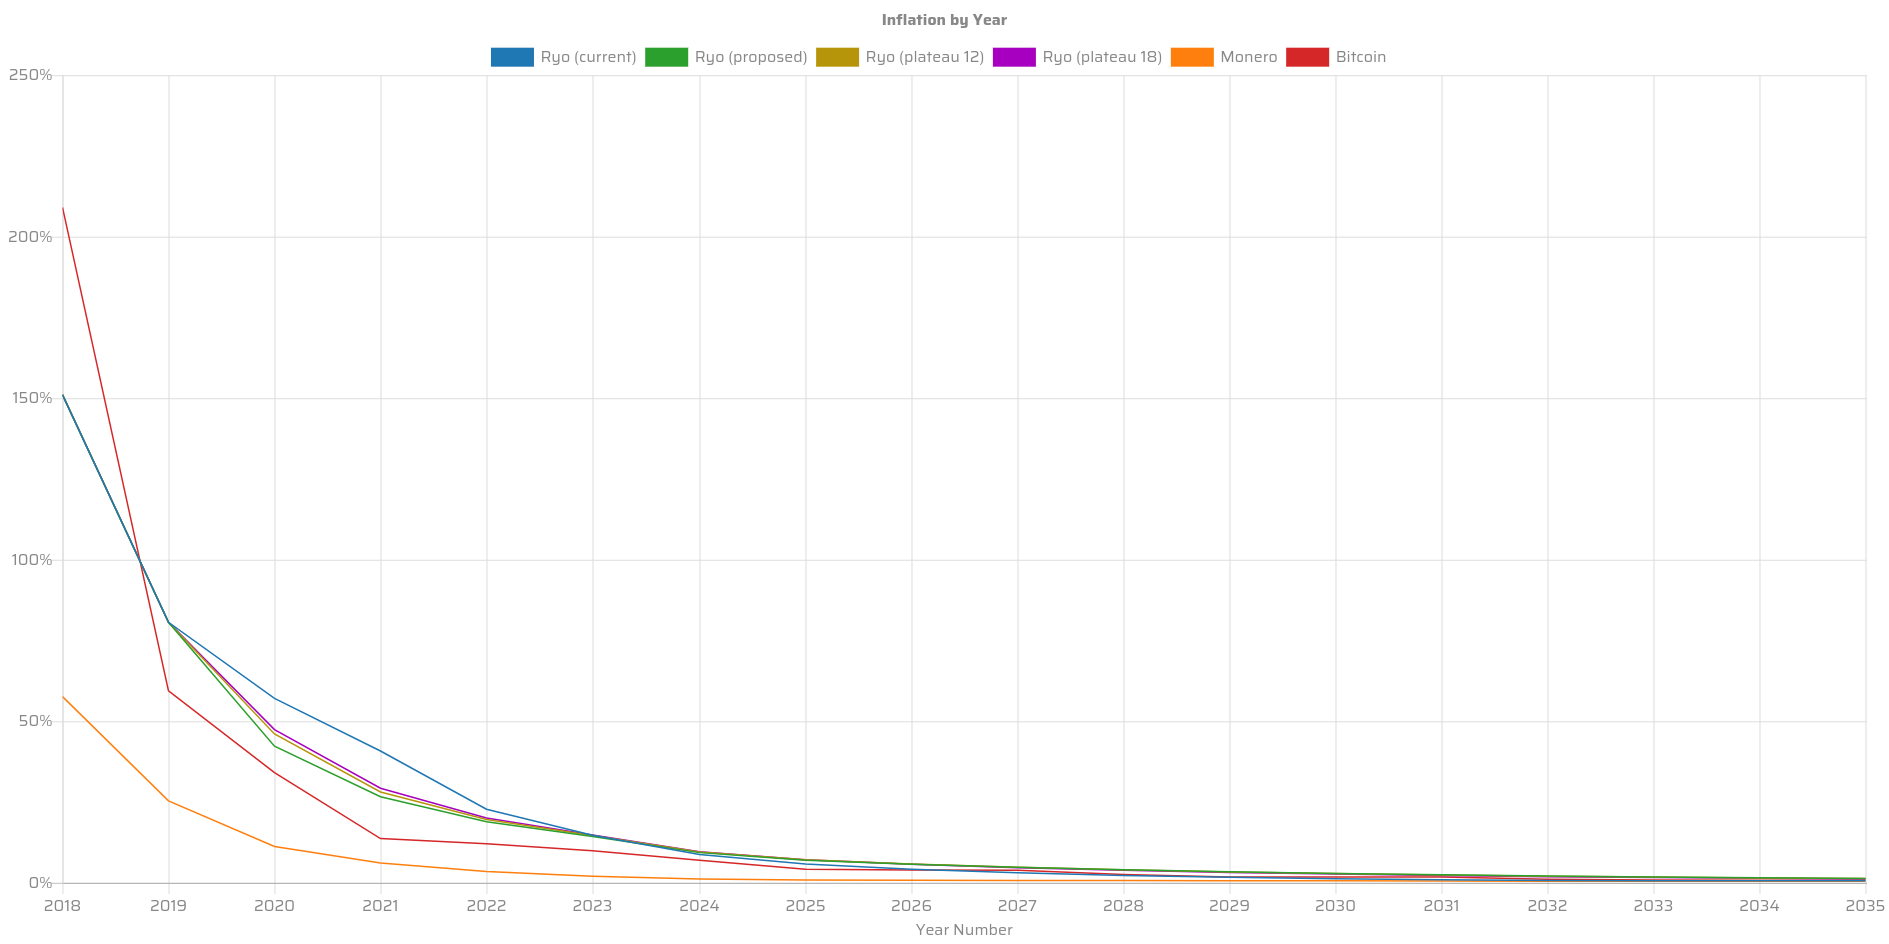 Inflation by Year
Ryo (current) Ryo (proposed) Ryo (plateau 12) Ryo (plateau 18) Monero Bitcoin
250%
200%
150%
100%
50%
0%
2018 2019 2020 2021 2022 2023 2024 2025 2026 2027 2028 2029 2030 2031 2032 2033 2034 2035
Year Number